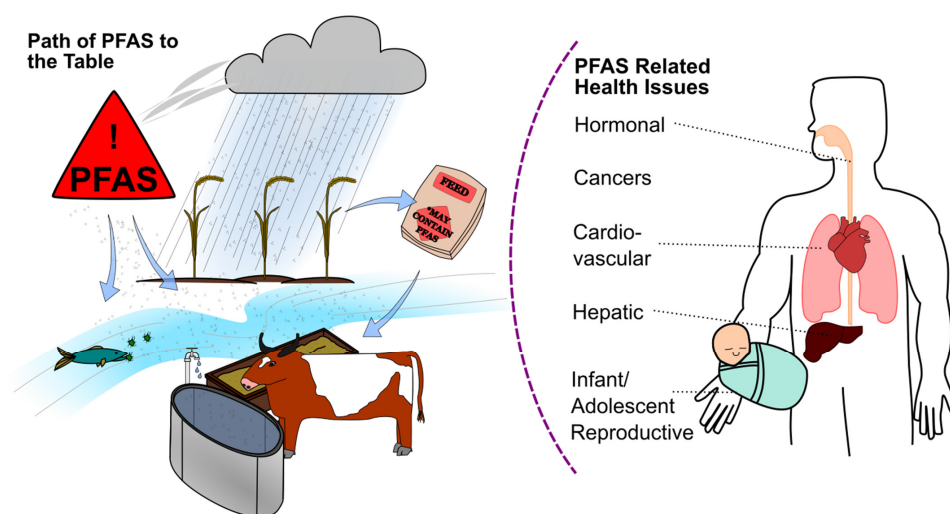 Path of PFAS to
the Table
!
PFAS
FEED
*MAY
CONTAIN
PFAS
PFAS Related
Health Issues
Hormonal
Cancers
Cardio-
vascular
Hepatic
Infant/
Adolescent
Reproductive